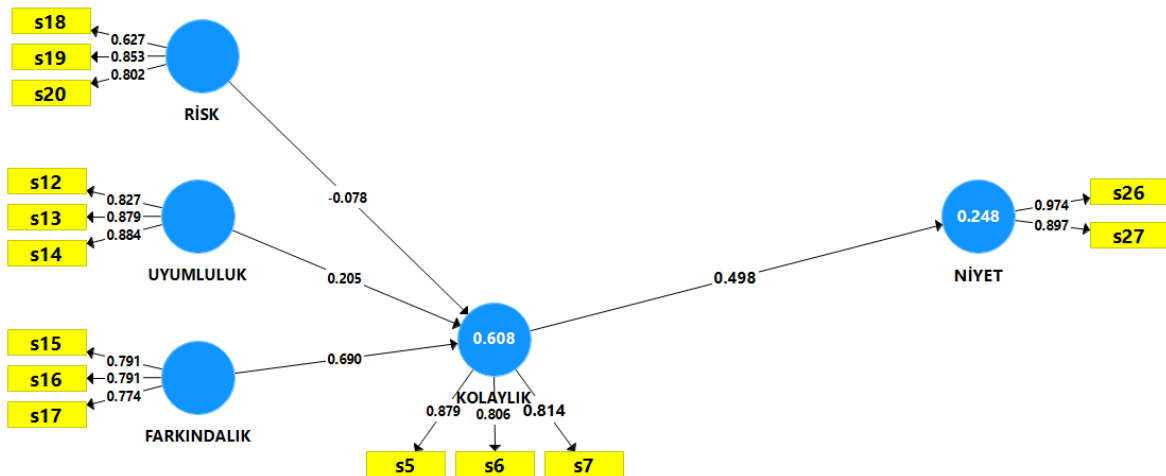 s18
0.627
s19
0.853
s20
0.802
RİSK
-0.078
s12
0.827
s13
0.879
s14
0.884
UYUMLULUK
0.205
s15
0.791
s16
0.791
s17
0.774
FARKINDALIK
0.690
0.608
KOLAYLIK
0.879
0.806
0.814
s5
s6
s7
0.498
0.248
NİYET
0.974
s26
0.897
s27